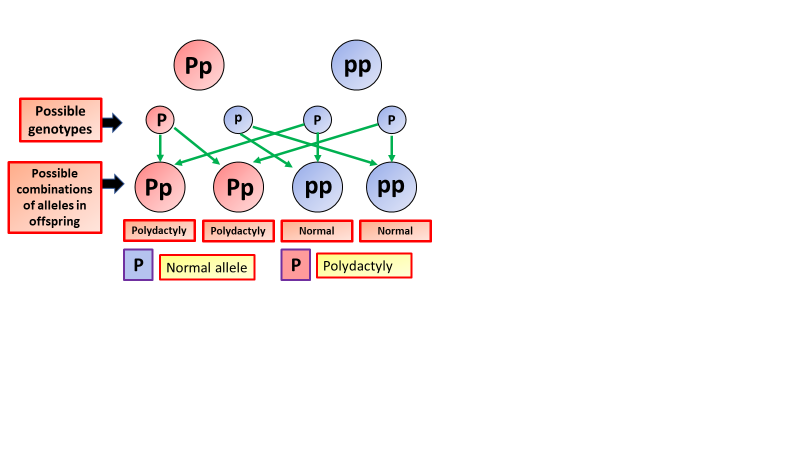 Pp
pp
Possible
genotypes
P
p
P
P
Possible
combinations
of alleles in
offspring
Pp
Pp
pp
pp
Polydactyly
Polydactyly
Normal
Normal
P
Normal allele
P
Polydactyly